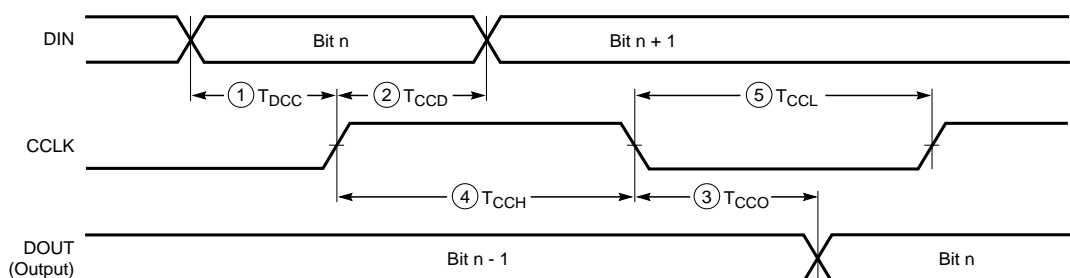 DIN
Bit n
Bit n + 1
1 TDCC
2 TCCD
5 TCCL
CCLK
4 TCCH
3 TCCO
DOUT
(Output)
Bit n - 1
Bit n